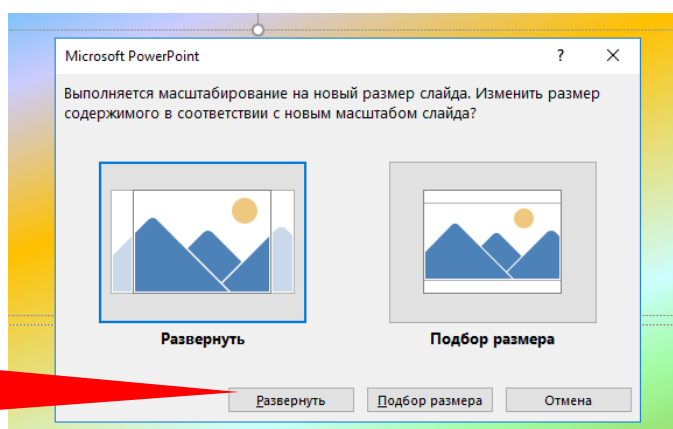 Microsoft PowerPoint ?
Выполняется масштабирование на новый размер слайда. Изменить размер
содержимого в соответствии с новым масштабом слайда?
Развернуть
Подбор размера
Развернуть
Подбор размера
Отмена